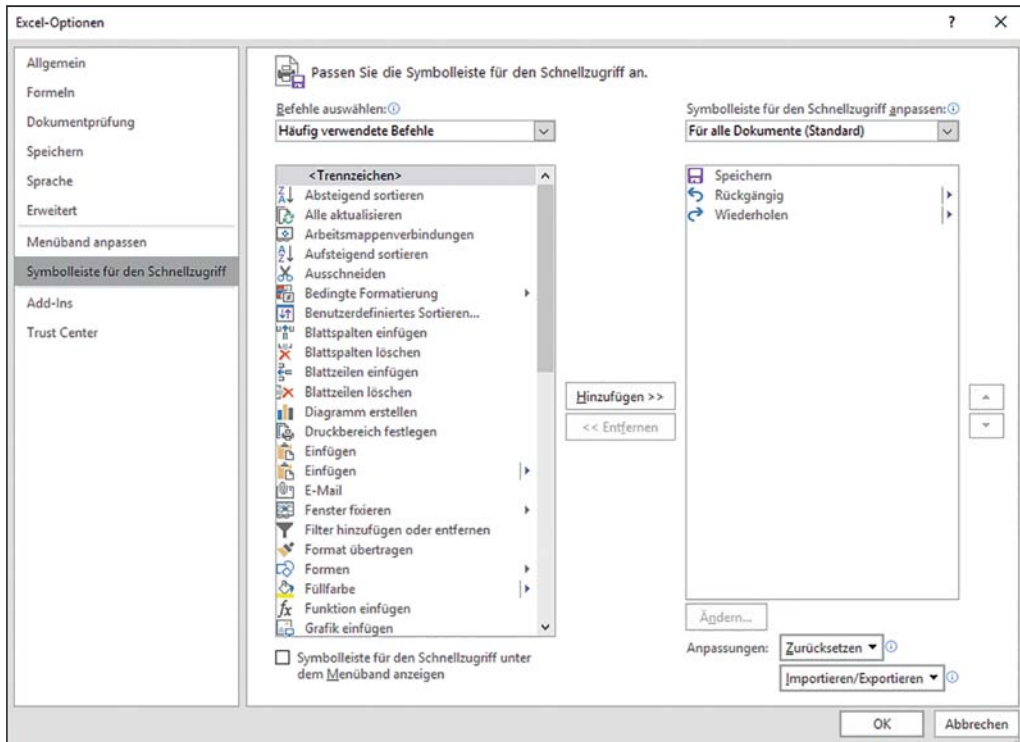 Excel-Optionen
?
Allgemein
Formeln
Dokumentprüfung
Speichern
Sprache
Erweitert
Menüband anpassen
Symbolleiste für den Schnellzugriff
Add-Ins
Trust Center
Passen Sie die Symbolleiste für den Schnellzugriff an.
Befehle auswählen:
Häufig verwendete Befehle
<Trennzeichen>
Absteigend sortieren
Alle aktualisieren
Arbeitsmappenverbindungen
Aufsteigend sortieren
Ausschneiden
Bedingte Formatierung
Benutzerdefiniertes Sortieren...
Blattspalten einfügen
Blattspalten löschen
Blattzeilen einfügen
Blattzeilen löschen
Diagramm erstellen
Druckbereich festlegen
Einfügen
Einfügen
E-Mail
Fenster fixieren
Filter hinzufügen oder entfernen
Format übertragen
Formen
Füllfarbe
Funktion einfügen
Grafik einfügen
Symbolleiste für den Schnellzugriff unter
dem Menüband anzeigen
Hinzufügen >>
<< Entfernen
Symbolleiste für den Schnellzugriff anpassen:
Für alle Dokumente (Standard)
Speichern
Rückgängig
Wiederholen
Ändern...
Anpassungen:
Zurücksetzen
Importieren/Exportieren
OK
Abbrechen